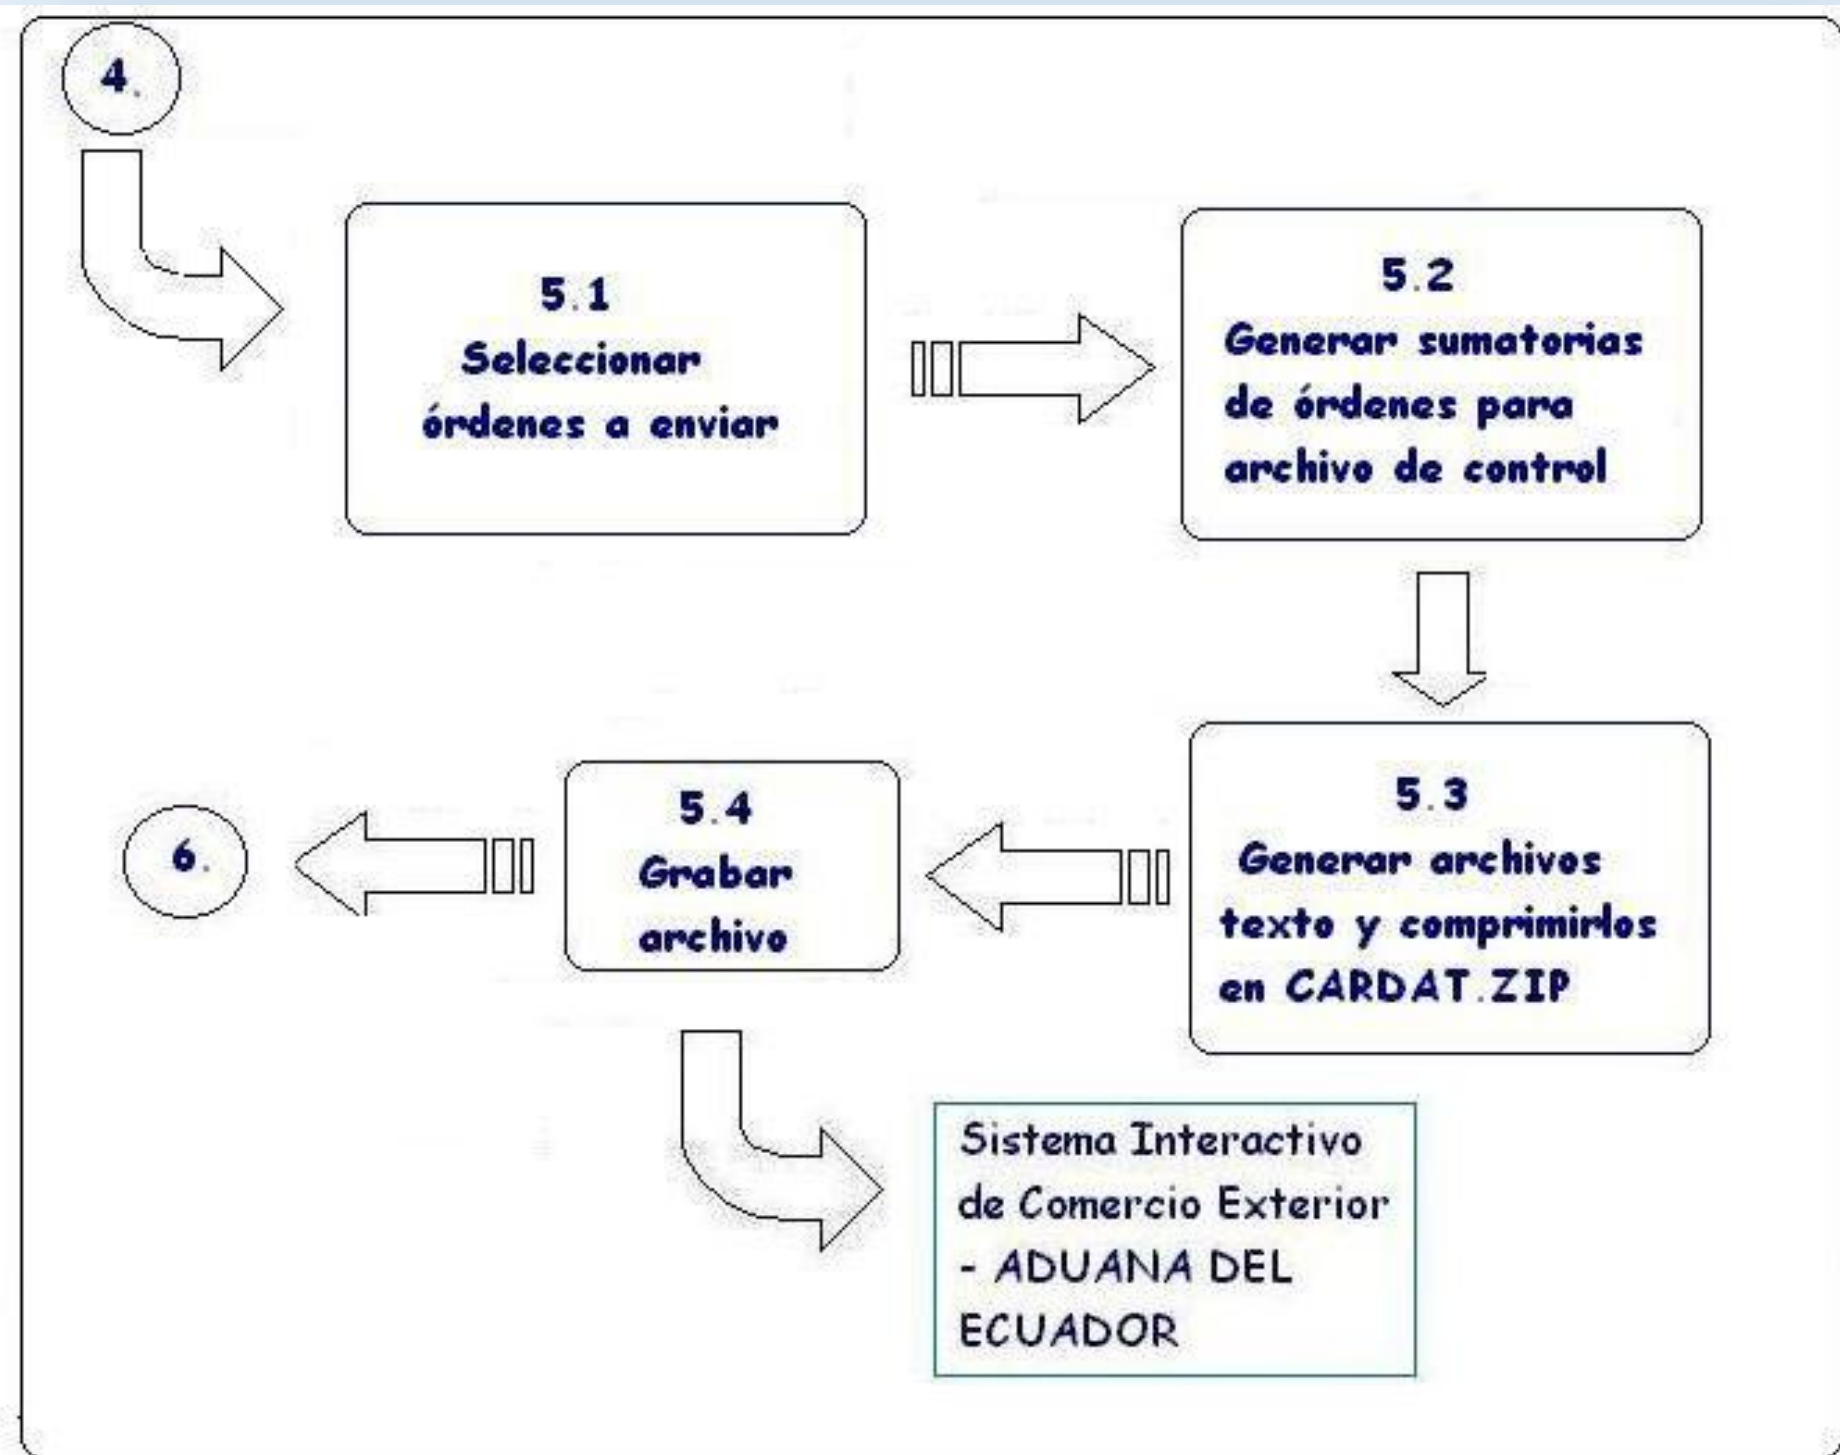 4.
5.1
Seleccionar
órdenes a enviar
5.2
Generar sumatorias
de órdenes para
archivo de control
5.3
Generar archivos
texto y comprimirlos
en CARDAT.ZIP
5.4
Grabar
archivo
6.
Sistema Interactivo
de Comercio Exterior
- ADUANA DEL
ECUADOR